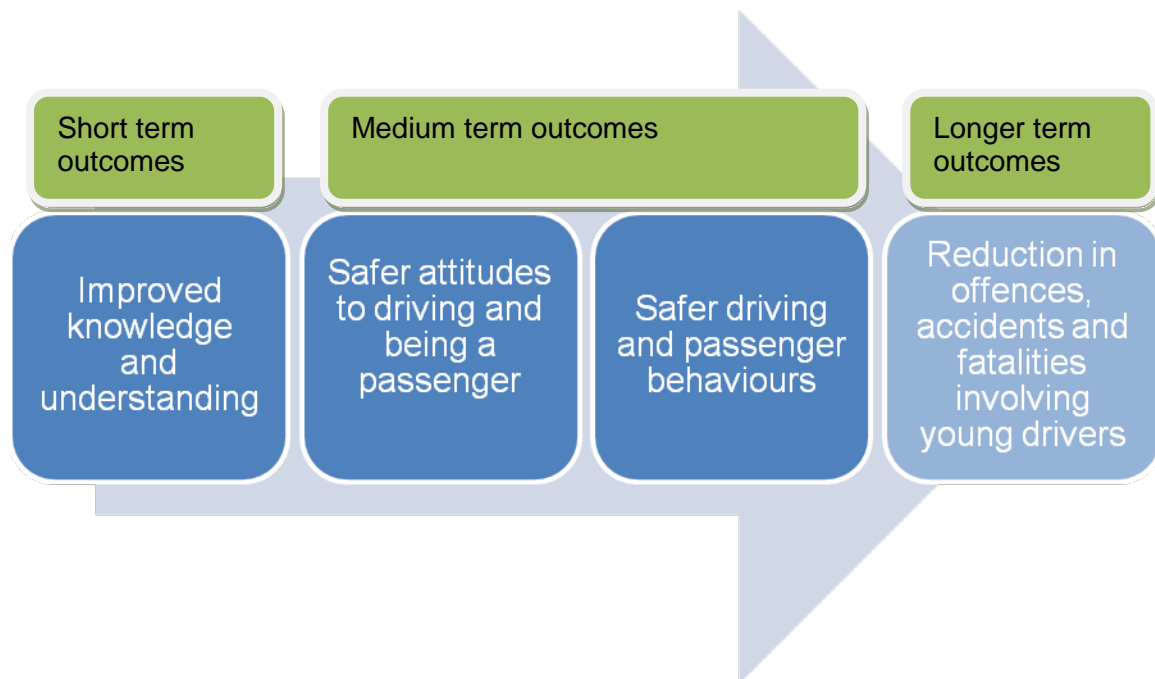 Short term
outcomes
Medium term outcomes
Longer term
outcomes
Improved
knowledge
and
understanding
Safer attitudes
to driving and
being a
passenger
Safer driving
and passenger
behaviours
Reduction in
offences,
accidents and
fatalities
involving
young drivers